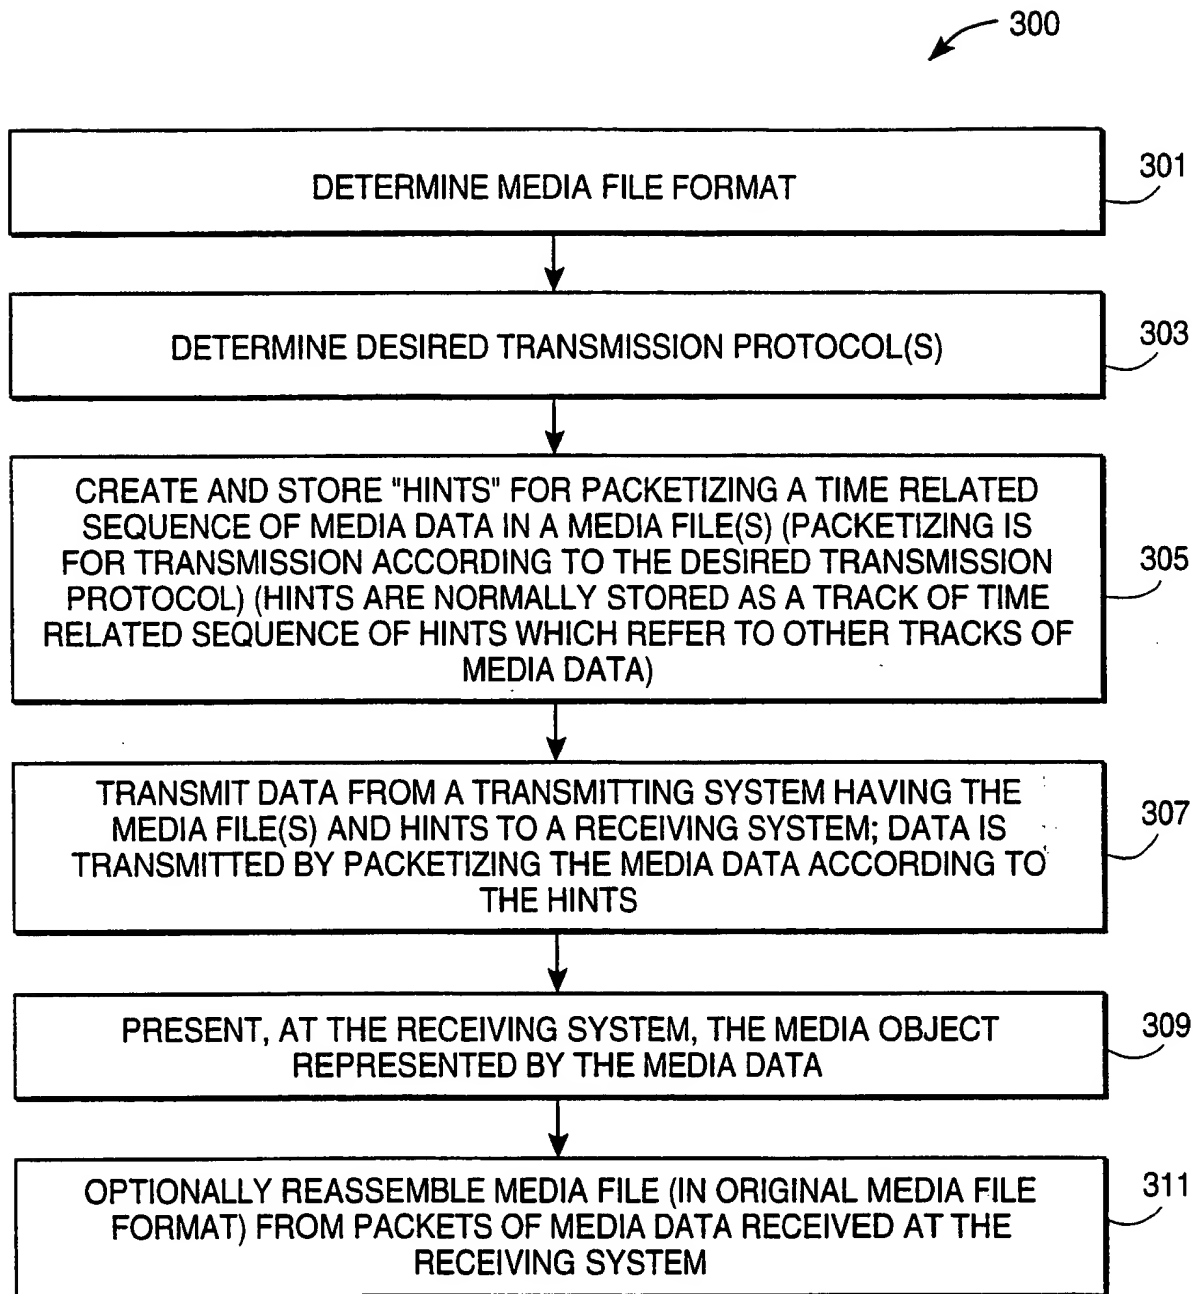 300
DETERMINE MEDIA FILE FORMAT
301
DETERMINE DESIRED TRANSMISSION PROTOCOL(S)
303
CREATE AND STORE "HINTS" FOR PACKETIZING A TIME RELATED
SEQUENCE OF MEDIA DATA IN A MEDIA FILE(S) (PACKETIZING IS
FOR TRANSMISSION ACCORDING TO THE DESIRED TRANSMISSION
PROTOCOL) (HINTS ARE NORMALLY STORED AS A TRACK OF TIME
RELATED SEQUENCE OF HINTS WHICH REFER TO OTHER TRACKS OF
MEDIA DATA)
305
TRANSMIT DATA FROM A TRANSMITTING SYSTEM HAVING THE
MEDIA FILE(S) AND HINTS TO A RECEIVING SYSTEM; DATA IS
TRANSMITTED BY PACKETIZING THE MEDIA DATA ACCORDING TO
THE HINTS
307
PRESENT, AT THE RECEIVING SYSTEM, THE MEDIA OBJECT
REPRESENTED BY THE MEDIA DATA
309
OPTIONALLY REASSEMBLE MEDIA FILE (IN ORIGINAL MEDIA FILE
FORMAT) FROM PACKETS OF MEDIA DATA RECEIVED AT THE
RECEIVING SYSTEM
311